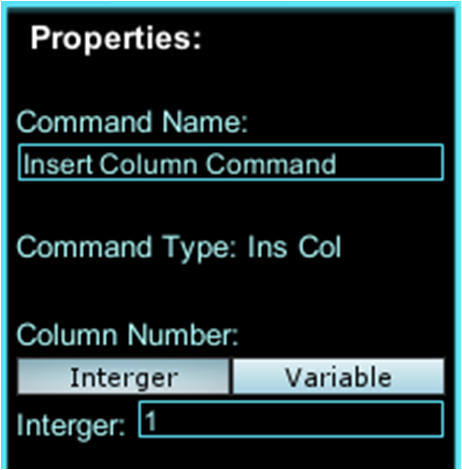 Properties:
Command Name:
Insert Column Command
Command Type: Ins Col
Column Number:
Interger Variable
Interger: 1